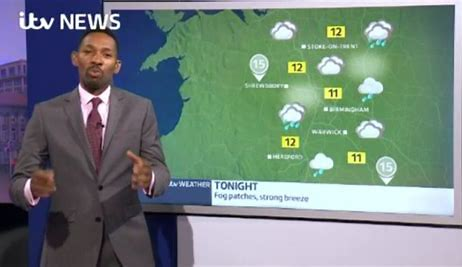 itv NEWS
12
STOKE-ON-TRENT
15
12
SHREWSBURY
11
BIRMINGHAM
WARWICK
12
HEREFORD
11
15
itv WEATHER
TONIGHT
Fog patches, strong breeze